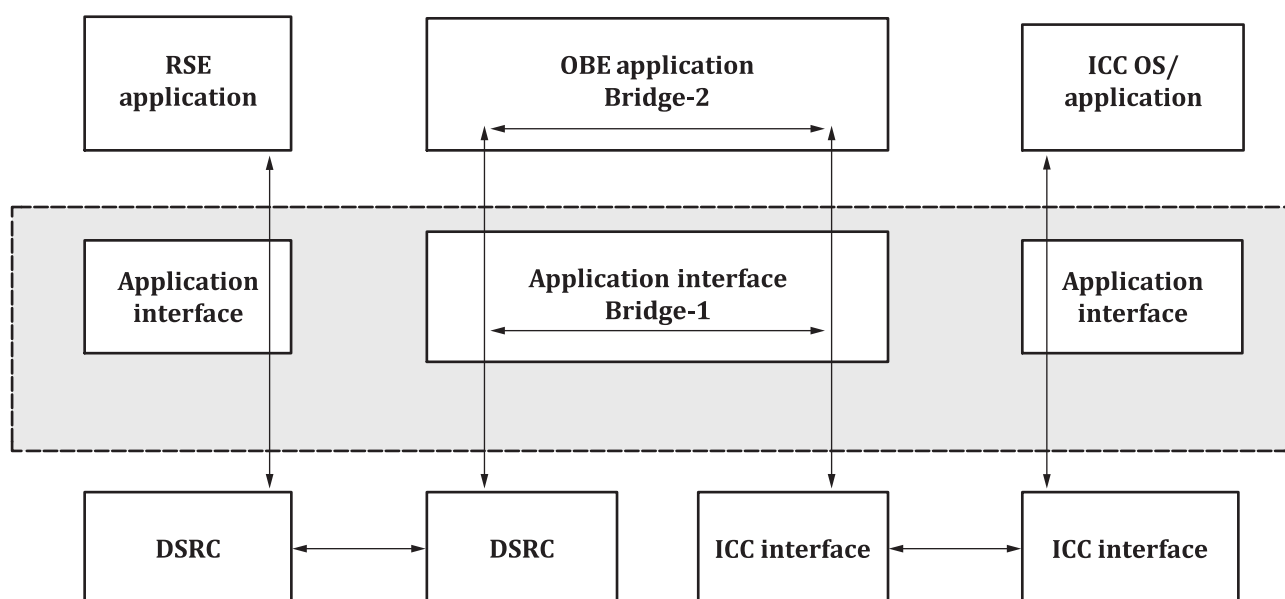 RSE
application
OBE application
Bridge-2
ICC OS/
application
Application
interface
Application interface
Bridge-1
Application
interface
DSRC
DSRC
ICC interface
ICC interface